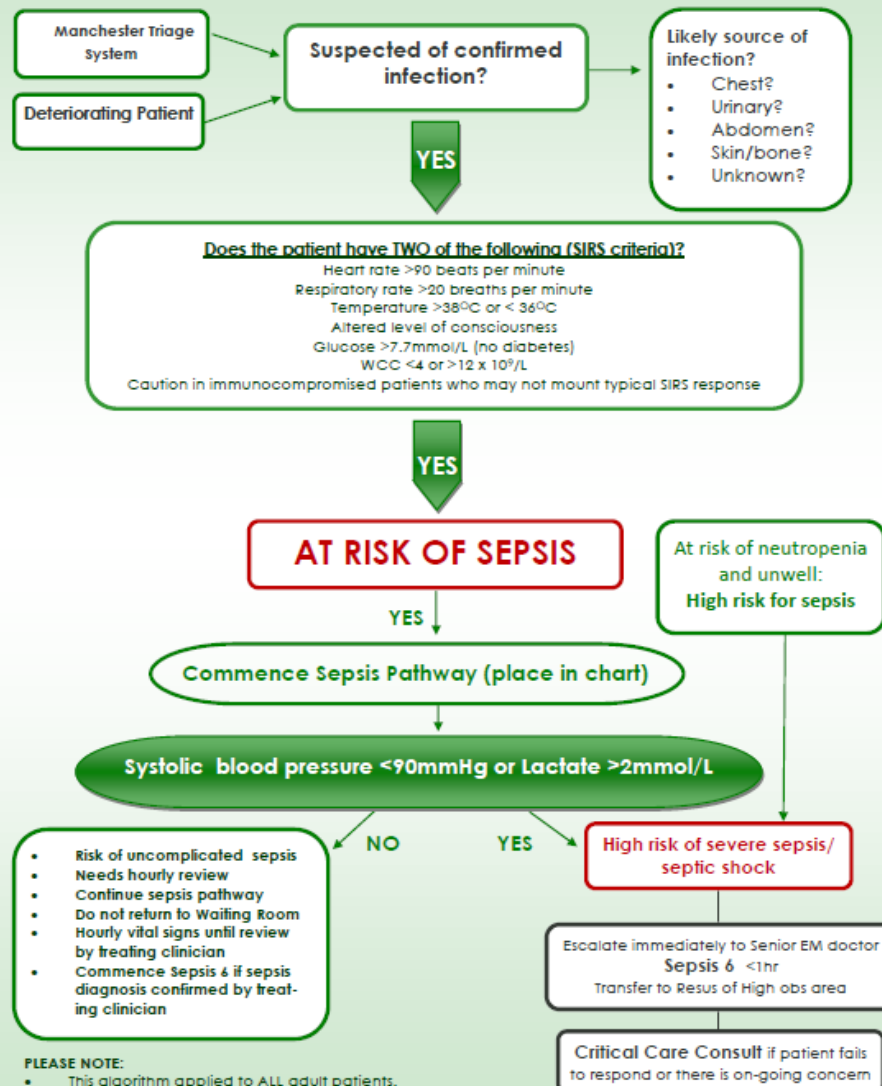 Manchester Triage
System
Deteriorating Patient
Suspected of confirmed
infection?
Likely source of
infection?
• Chest?
• Urinary?
• Abdomen?
• Skin/bone?
• Unknown?
YES
Does the patient have TWO of the following (SIRS criteria)?
Heart rate >90 beats per minute
Respiratory rate >20 breaths per minute
Temperature >38ºC or < 36ºC
Altered level of consciousness
Glucose >7.7mmol/L (no diabetes)
WCC <4 or >12 x 10⁹/L
Caution in immunocompromised patients who may not mount typical SIRS response
YES
AT RISK OF SEPSIS
At risk of neutropenia
and unwell:
High risk for sepsis
YES
Commence Sepsis Pathway (place in chart)
Systolic blood pressure <90mmHg or Lactate >2mmol/L
NO
YES
• Risk of uncomplicated sepsis
• Needs hourly review
• Continue sepsis pathway
• Do not return to Waiting Room
• Hourly vital signs until review
by treating clinician
• Commence Sepsis 6 if sepsis
diagnosis confirmed by treat-
ing clinician
High risk of severe sepsis/
septic shock
Escalate immediately to Senior EM doctor
Sepsis 6 <1hr
Transfer to Resus of High obs area
Critical Care Consult if patient fails
to respond or there is on-going concern
PLEASE NOTE:
• This algorithm applied to ALL adult patients.